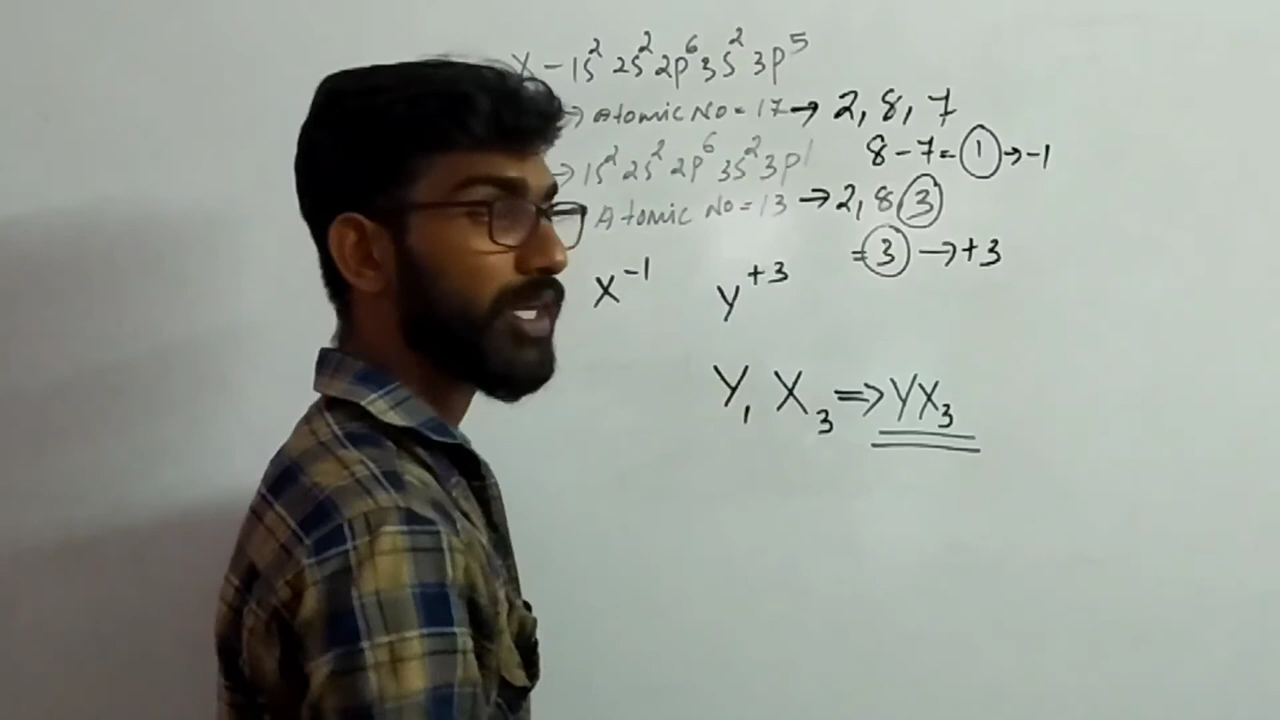 X - 1s² 2s² 2p⁶ 3s² 3p⁵
→ Atomic No = 17 → 2, 8, 7
8 - 7 = 1 → -1
→ 1s² 2s² 2p⁶ 3s² 3p¹
Atomic No = 13 → 2, 8 3
= 3 → +3
X⁻¹ Y⁺³
Y₁ X₃ ⇒ YX₃